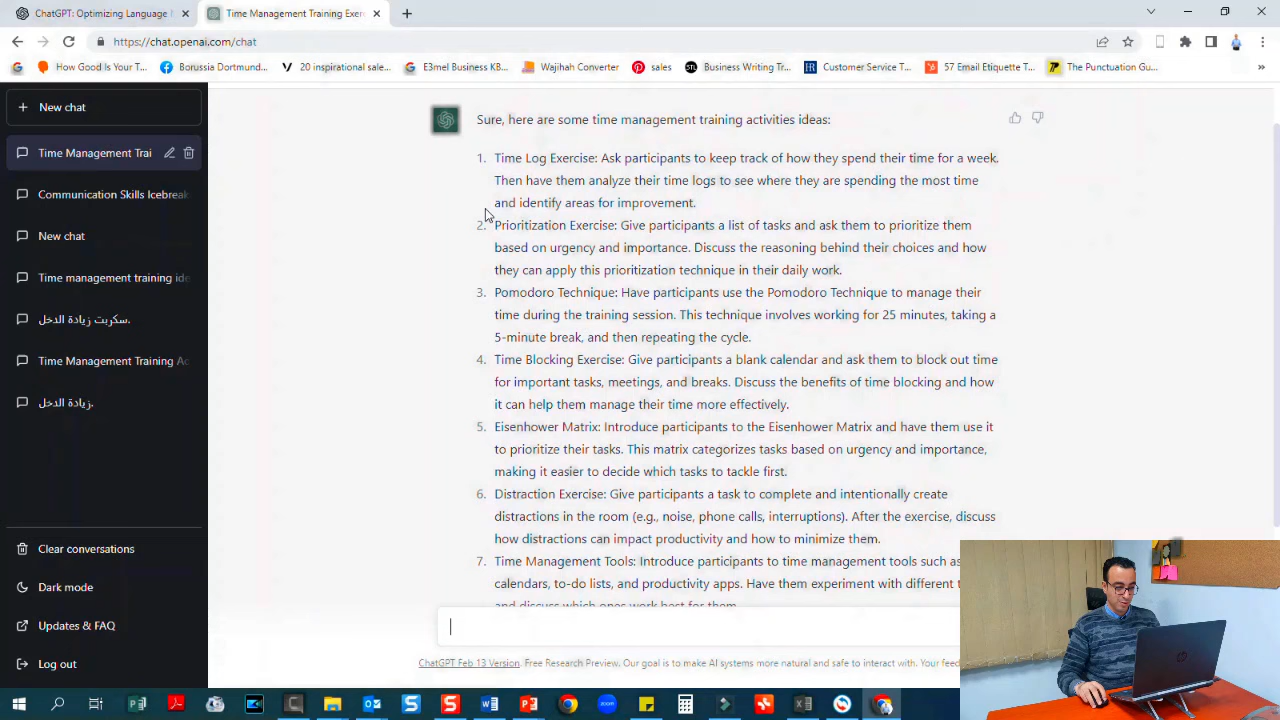 ChatGPT: Optimizing Language
Time Management Training Exer
https://chat.openai.com/chat
How Good Is Your T...
Borussia Dortmund...
20 inspirational sale...
E3mel Business KB...
Wajihah Converter
sales
Business Writing Tr...
Customer Service T...
57 Email Etiquette T...
The Punctuation Gu...
New chat
Time Management Trai
Communication Skills Icebreak
New chat
Time management training ide
سكربت زيادة الدخل.
Time Management Training Ac
زيادة الدخل.
Clear conversations
Dark mode
Updates & FAQ
Log out
Sure, here are some time management training activities ideas:
1. Time Log Exercise: Ask participants to keep track of how they spend their time for a week.
Then have them analyze their time logs to see where they are spending the most time
and identify areas for improvement.
2. Prioritization Exercise: Give participants a list of tasks and ask them to prioritize them
based on urgency and importance. Discuss the reasoning behind their choices and how
they can apply this prioritization technique in their daily work.
3. Pomodoro Technique: Have participants use the Pomodoro Technique to manage their
time during the training session. This technique involves working for 25 minutes, taking a
5-minute break, and then repeating the cycle.
4. Time Blocking Exercise: Give participants a blank calendar and ask them to block out time
for important tasks, meetings, and breaks. Discuss the benefits of time blocking and how
it can help them manage their time more effectively.
5. Eisenhower Matrix: Introduce participants to the Eisenhower Matrix and have them use it
to prioritize their tasks. This matrix categorizes tasks based on urgency and importance,
making it easier to decide which tasks to tackle first.
6. Distraction Exercise: Give participants a task to complete and intentionally create
distractions in the room (e.g., noise, phone calls, interruptions). After the exercise, discuss
how distractions can impact productivity and how to minimize them.
7. Time Management Tools: Introduce participants to time management tools such as
calendars, to-do lists, and productivity apps. Have them experiment with different t
and discuss which ones work best for them.
ChatGPT Feb 13 Version. Free Research Preview. Our goal is to make AI systems more natural and safe to interact with. Your feed